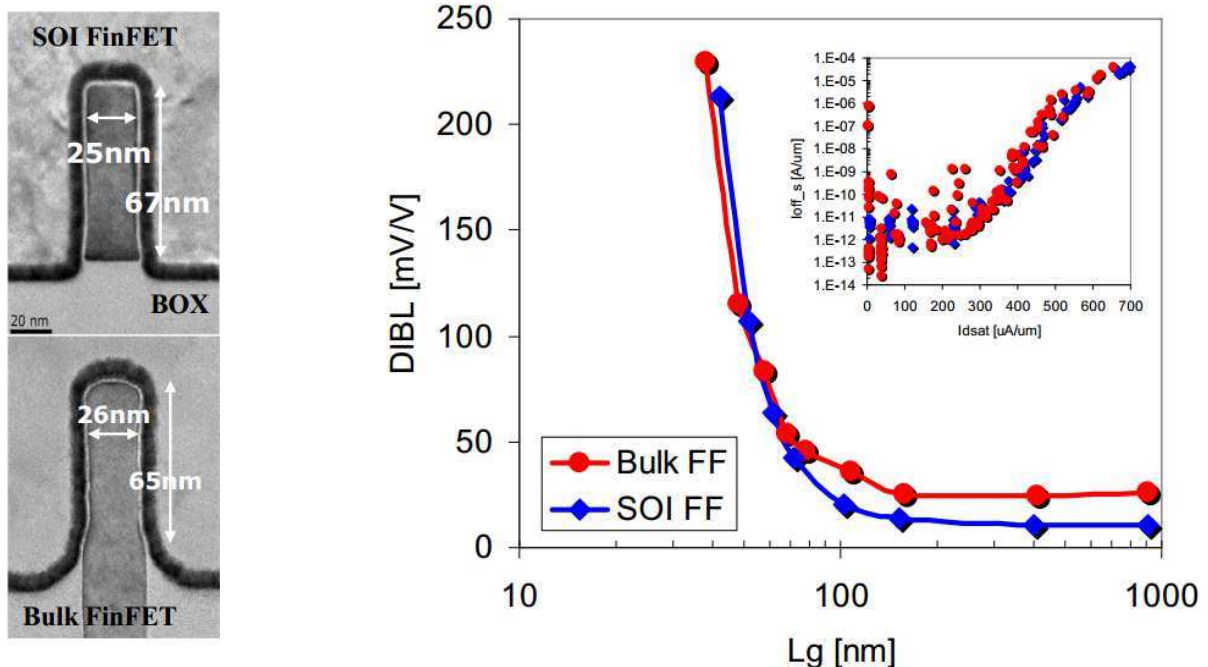 SOI FinFET
25nm
67nm
BOX
20 nm
26nm
65nm
Bulk FinFET
250
200
150
100
50
0
DIBL [mV/V]
10
100
1000
Lg [nm]
Bulk FF
SOI FF
1.E-04
1.E-05
1.E-06
1.E-07
1.E-08
1.E-09
1.E-10
1.E-11
1.E-12
1.E-13
1.E-14
Ioff_s [A/um]
0 100 200 300 400 500 600 700
Idsat [uA/um]